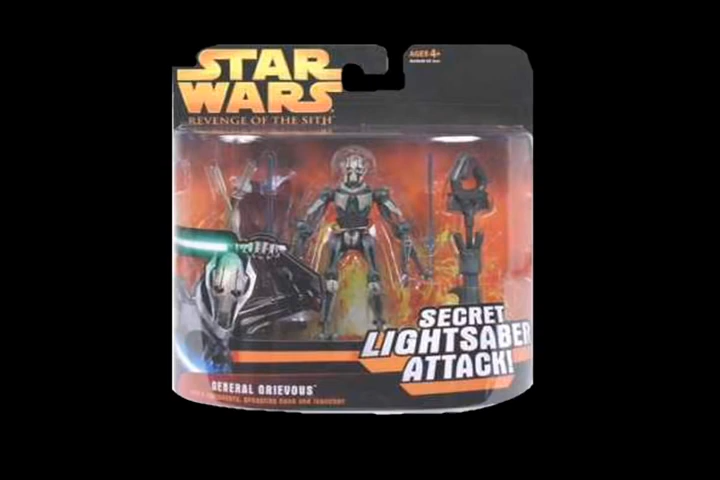 STAR
WARS
REVENGE OF THE SITH
AGES 4+
SECRET
LIGHTSABER
ATTACK!
GENERAL GRIEVOUS